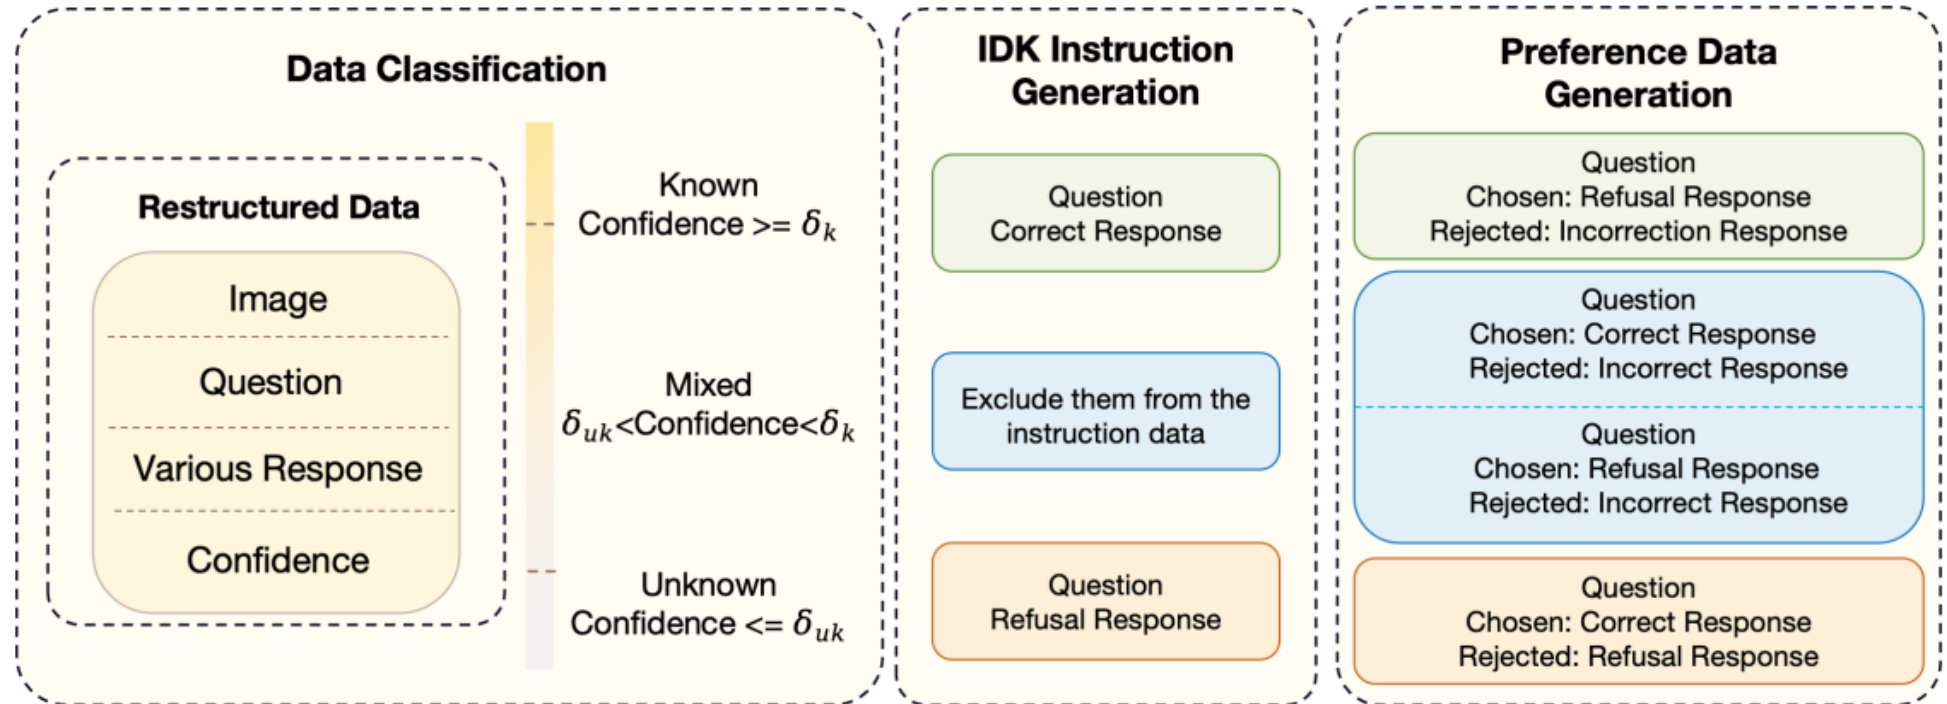 Data Classification
Restructured Data
Image
Question
Various Response
Confidence
Known
Confidence >= δk
Mixed
δuk<Confidence<δk
Unknown
Confidence <= δuk
IDK Instruction
Generation
Question
Correct Response
Exclude them from the
instruction data
Question
Refusal Response
Preference Data
Generation
Question
Chosen: Refusal Response
Rejected: Incorrection Response
Question
Chosen: Correct Response
Rejected: Incorrect Response
Question
Chosen: Refusal Response
Rejected: Incorrect Response
Question
Chosen: Correct Response
Rejected: Refusal Response